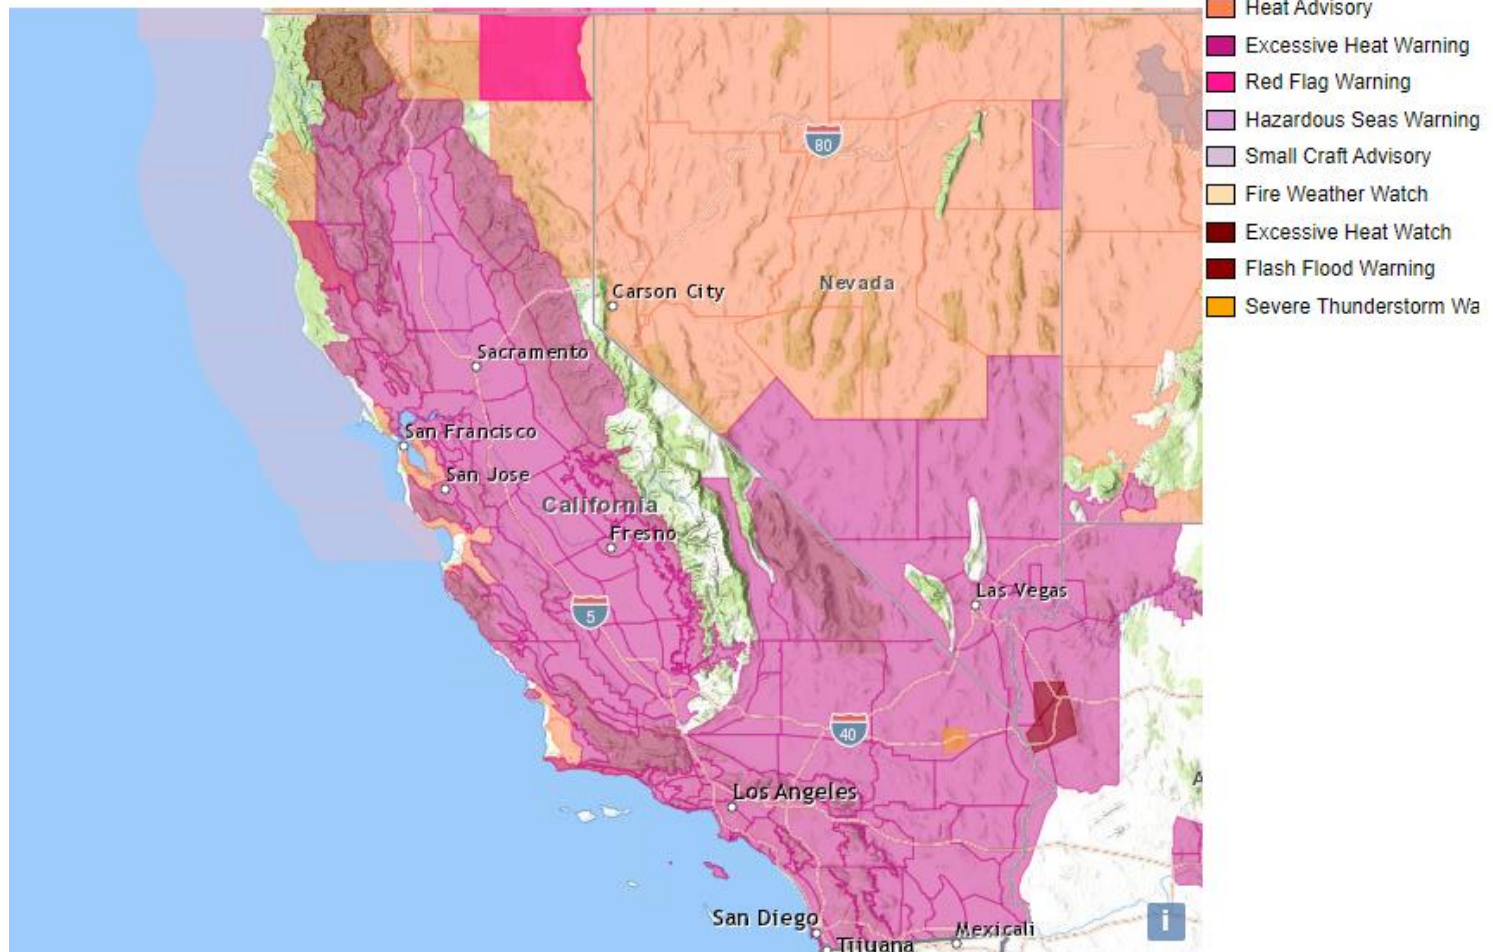 Heat Advisory
Excessive Heat Warning
Red Flag Warning
Hazardous Seas Warning
Small Craft Advisory
Fire Weather Watch
Excessive Heat Watch
Flash Flood Warning
Severe Thunderstorm Wa
80
Carson City
Nevada
Sacramento
San Francisco
San Jose
California
Fresno
Las Vegas
5
40
A
Los Angeles
San Diego
Mexicali
Tijuana
i